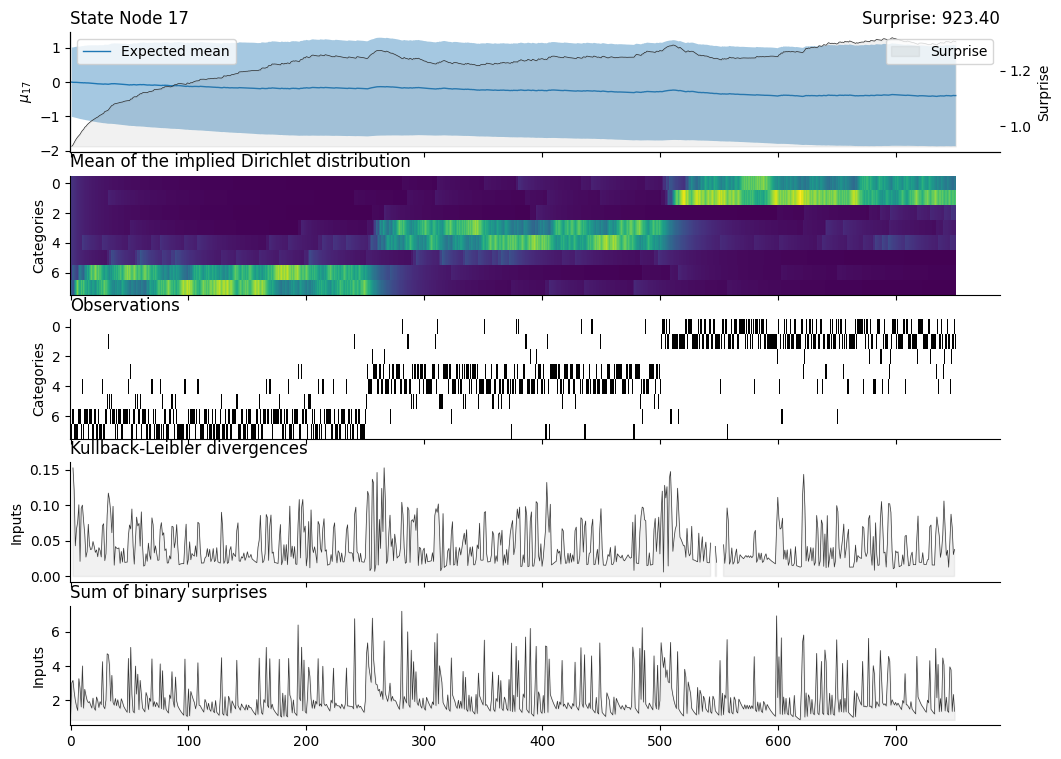 State Node 17
Surprise: 923.40
Expected mean
Surprise
1
0
−1
−2
μ17
1.2
1.0
Surprise
Mean of the implied Dirichlet distribution
0
2
4
6
Categories
Observations
0
2
4
6
Categories
Kullback-Leibler divergences
0.15
0.10
0.05
0.00
Inputs
Sum of binary surprises
6
4
2
Inputs
0 100 200 300 400 500 600 700